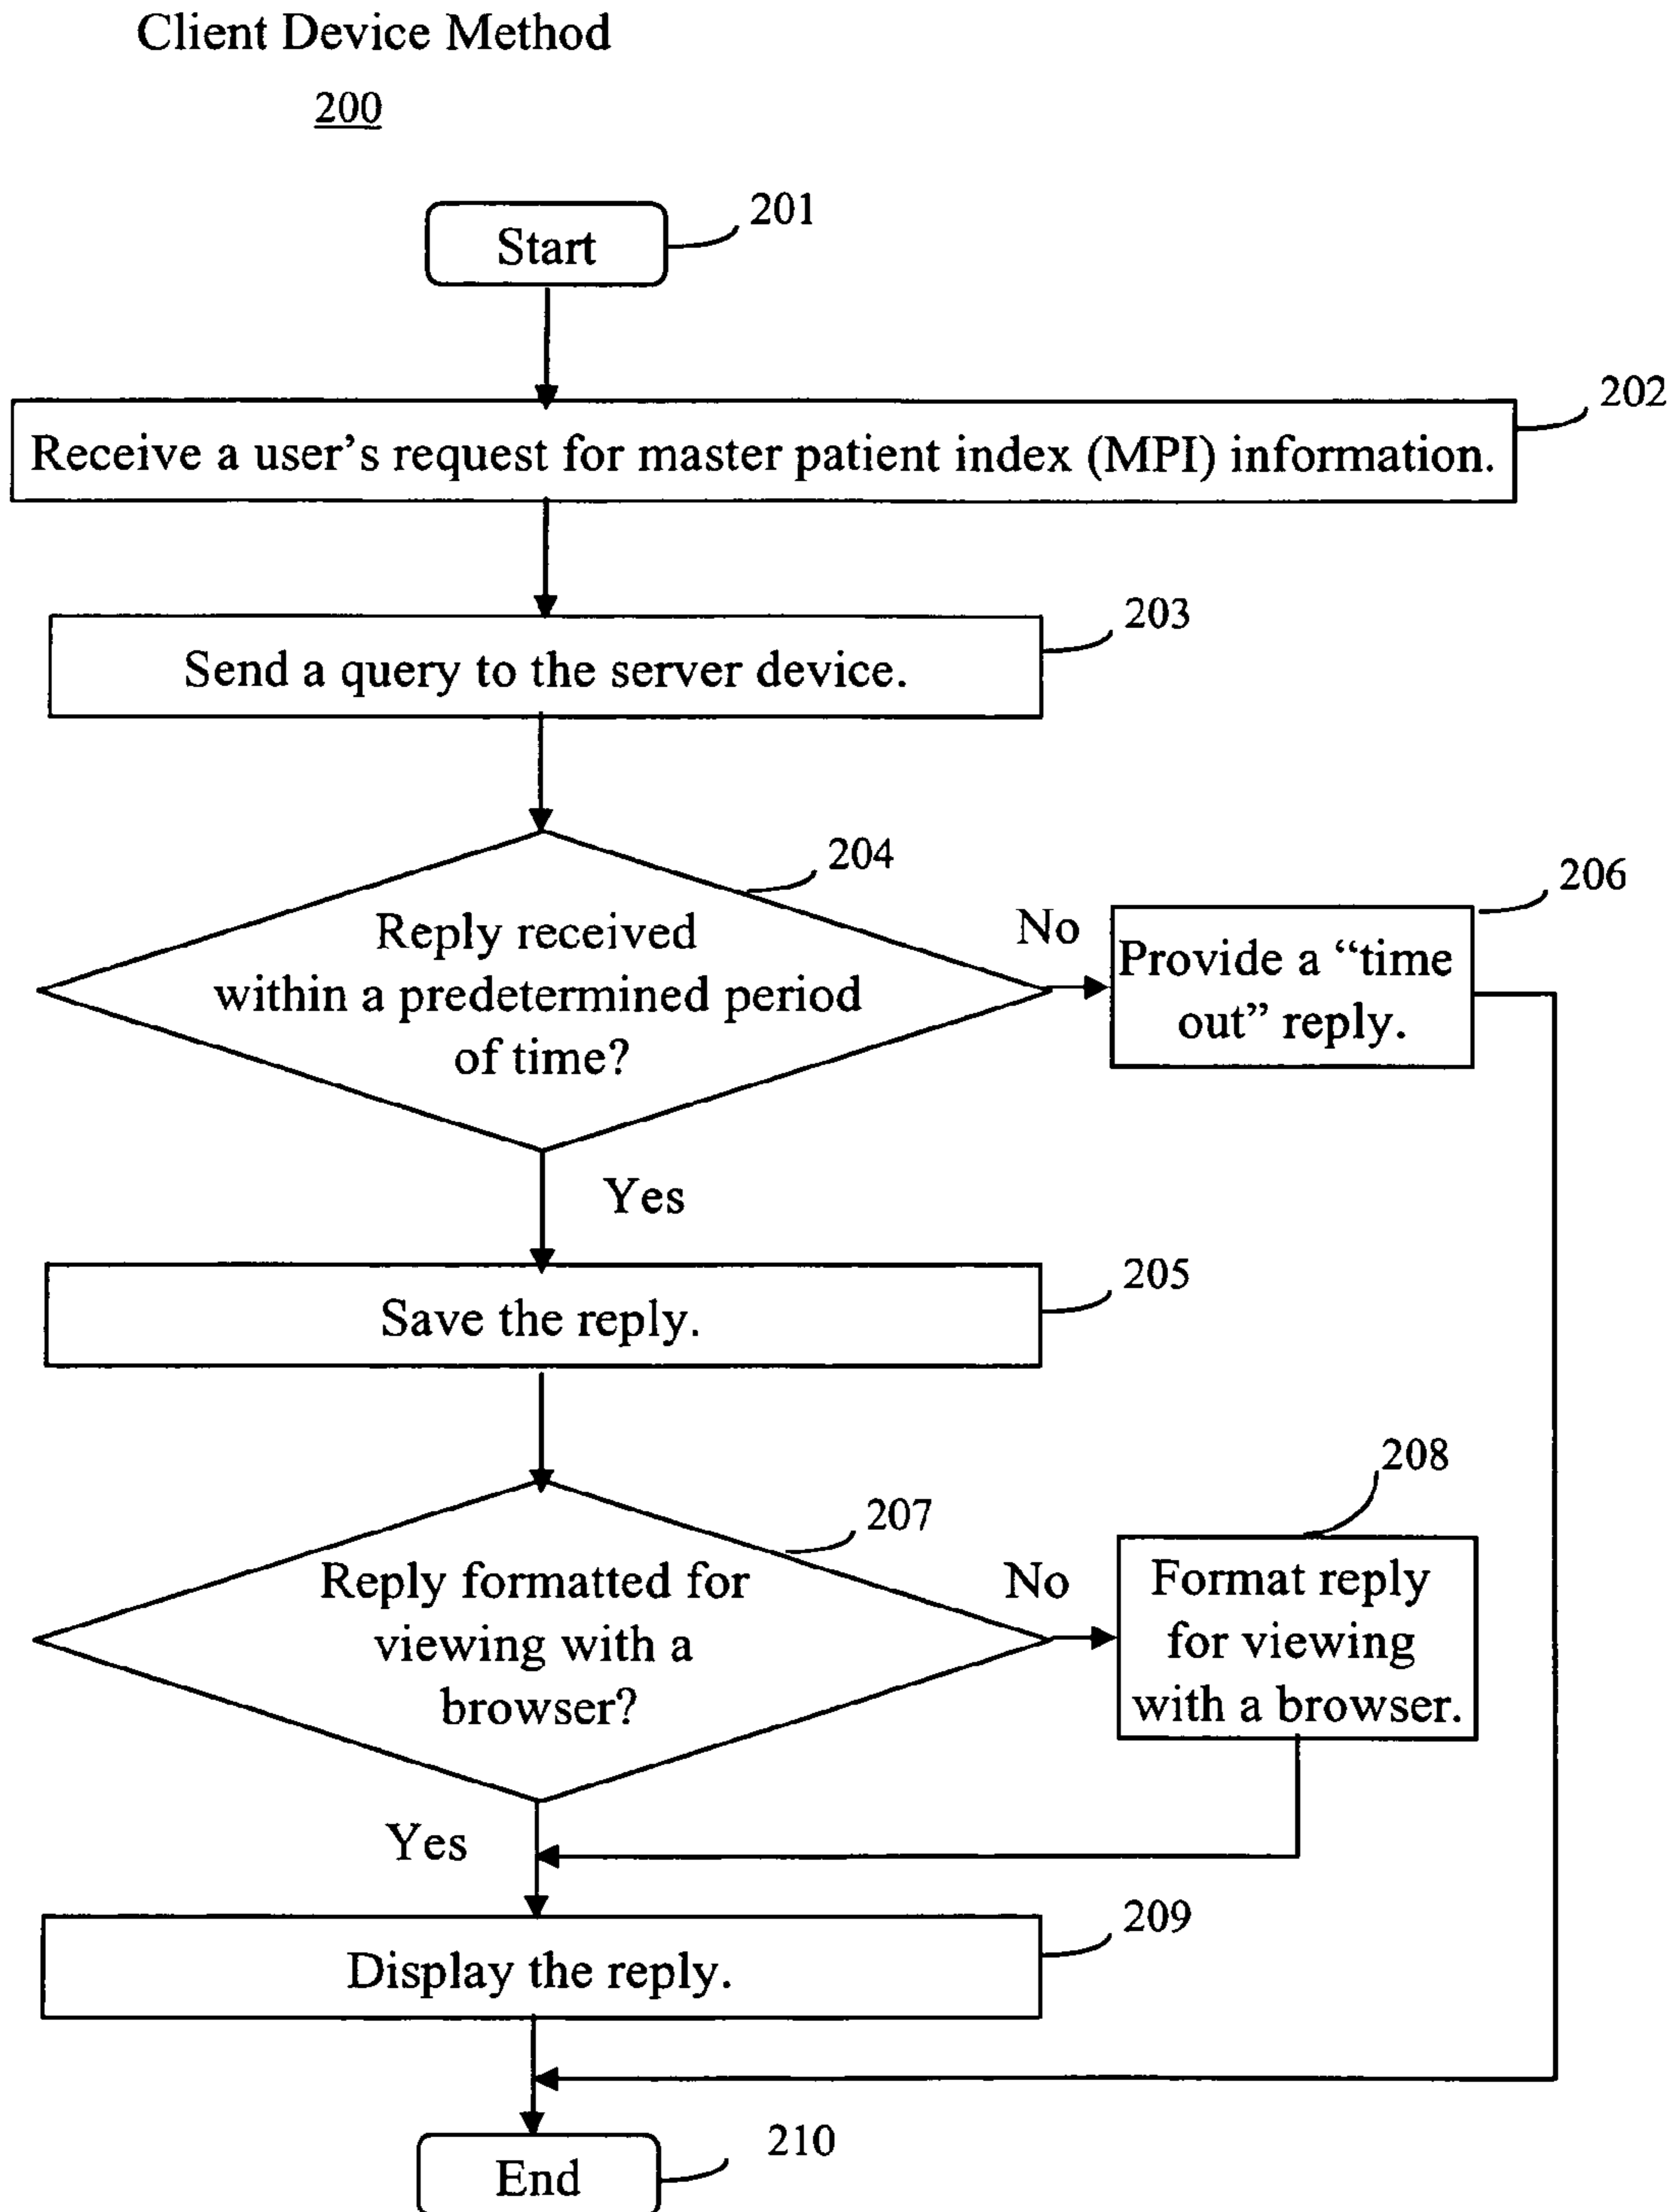 Client Device Method
200
201
Start
202
Receive a user’s request for master patient index (MPI) information.
203
Send a query to the server device.
204
Reply received
within a predetermined period
of time?
No
206
Provide a “time
out” reply.
Yes
205
Save the reply.
207
Reply formatted for
viewing with a
browser?
No
208
Format reply
for viewing
with a browser.
Yes
209
Display the reply.
210
End